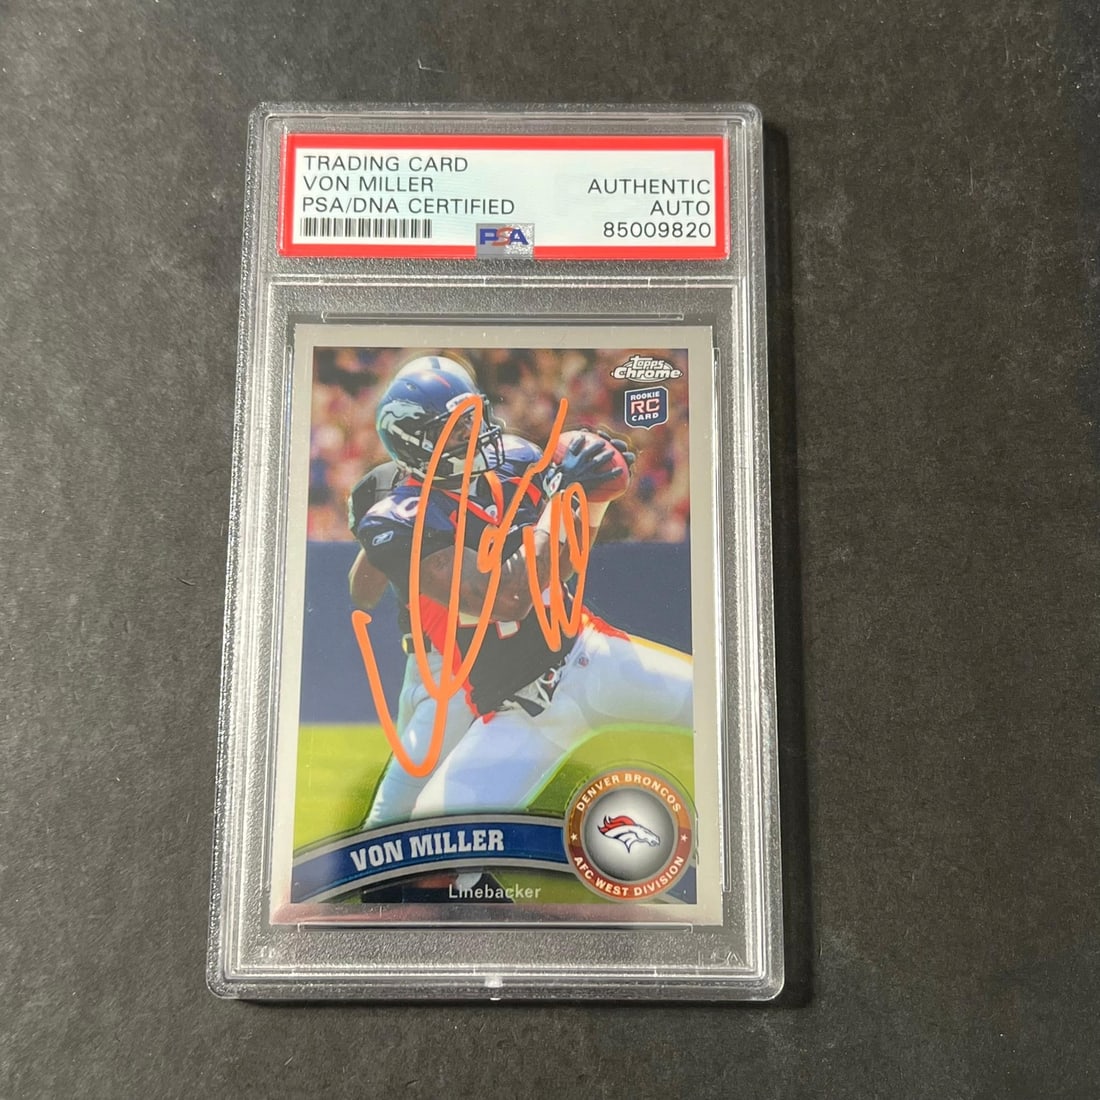 TRADING CARD
VON MILLER
PSA/DNA CERTIFIED
AUTHENTIC
AUTO
85009820
PSA
Topps
Chrome
ROOKIE
RC
CARD
VON MILLER
Linebacker
DENVER BRONCOS
AFC WEST DIVISION